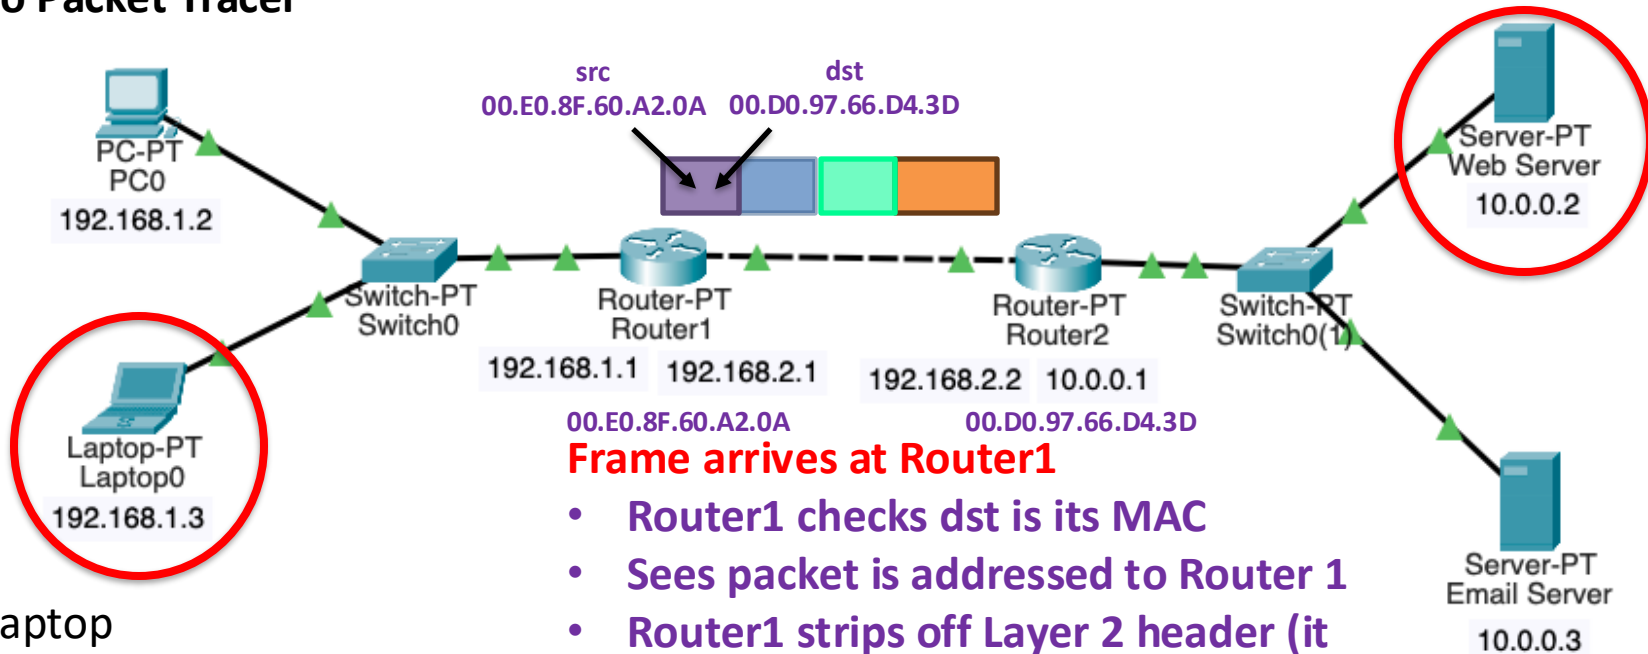 o Packet Tracer
src
00.E0.8F.60.A2.0A
dst
00.D0.97.66.D4.3D
PC-PT
PC0
192.168.1.2
Server-PT
Web Server
10.0.0.2
Switch-PT
Switch0
Router-PT
Router1
192.168.1.1
192.168.2.1
Router-PT
Router2
192.168.2.2
10.0.0.1
Switch-PT
Switch0(1)
00.E0.8F.60.A2.0A
00.D0.97.66.D4.3D
Laptop-PT
Laptop0
192.168.1.3
Frame arrives at Router1
• Router1 checks dst is its MAC
• Sees packet is addressed to Router 1
• Router1 strips off Layer 2 header (it
Server-PT
Email Server
10.0.0.3
aptop